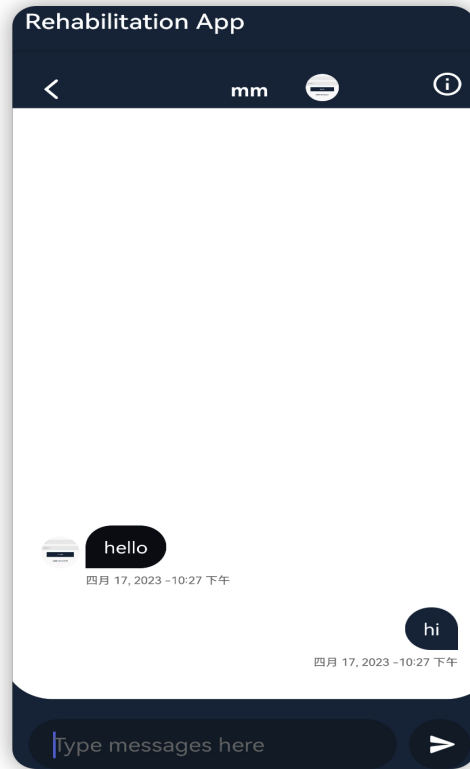 Rehabilitation App
mm
hello
四月 17, 2023 -10:27 下午
hi
四月 17, 2023 -10:27 下午
Type messages here